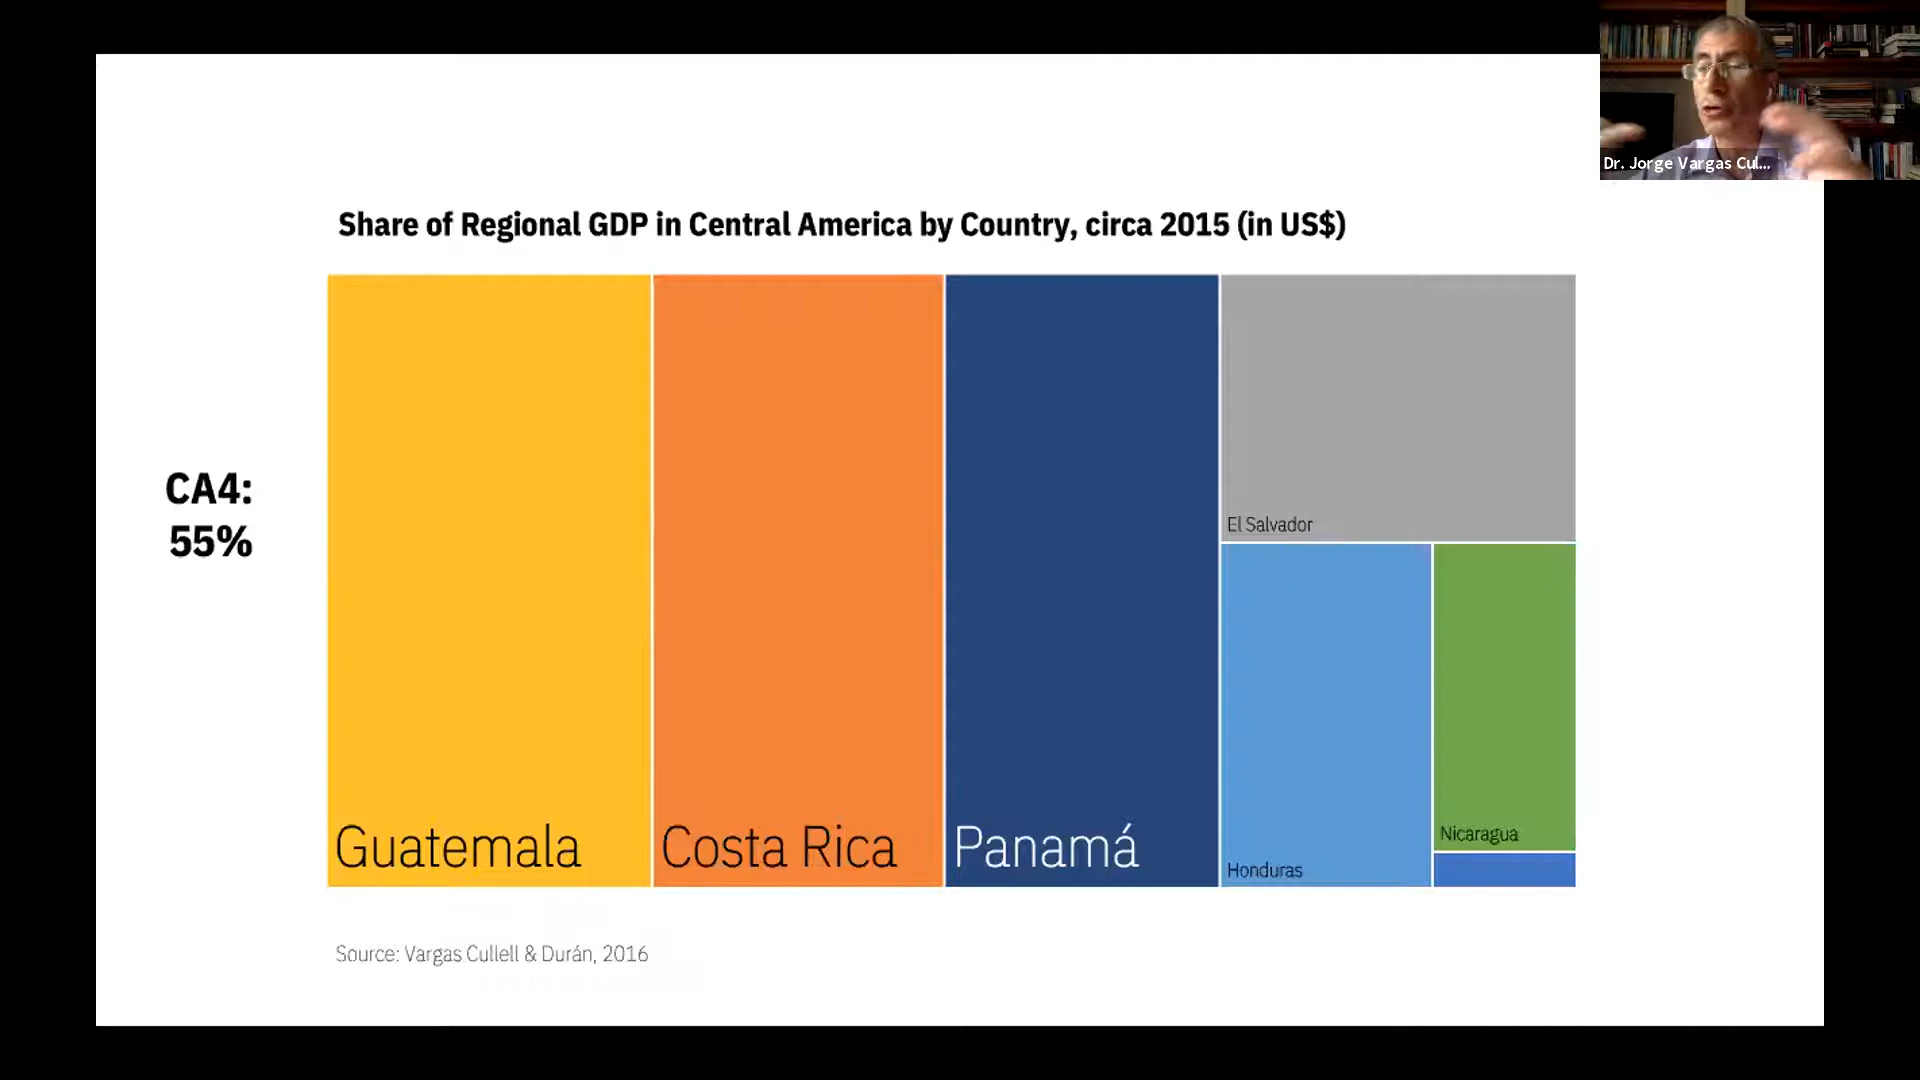 Dr. Jorge Vargas Cul...
Share of Regional GDP in Central America by Country, circa 2015 (in US$)
CA4:
55%
Guatemala
Costa Rica
Panamá
El Salvador
Honduras
Nicaragua
Source: Vargas Cullell & Durán, 2016